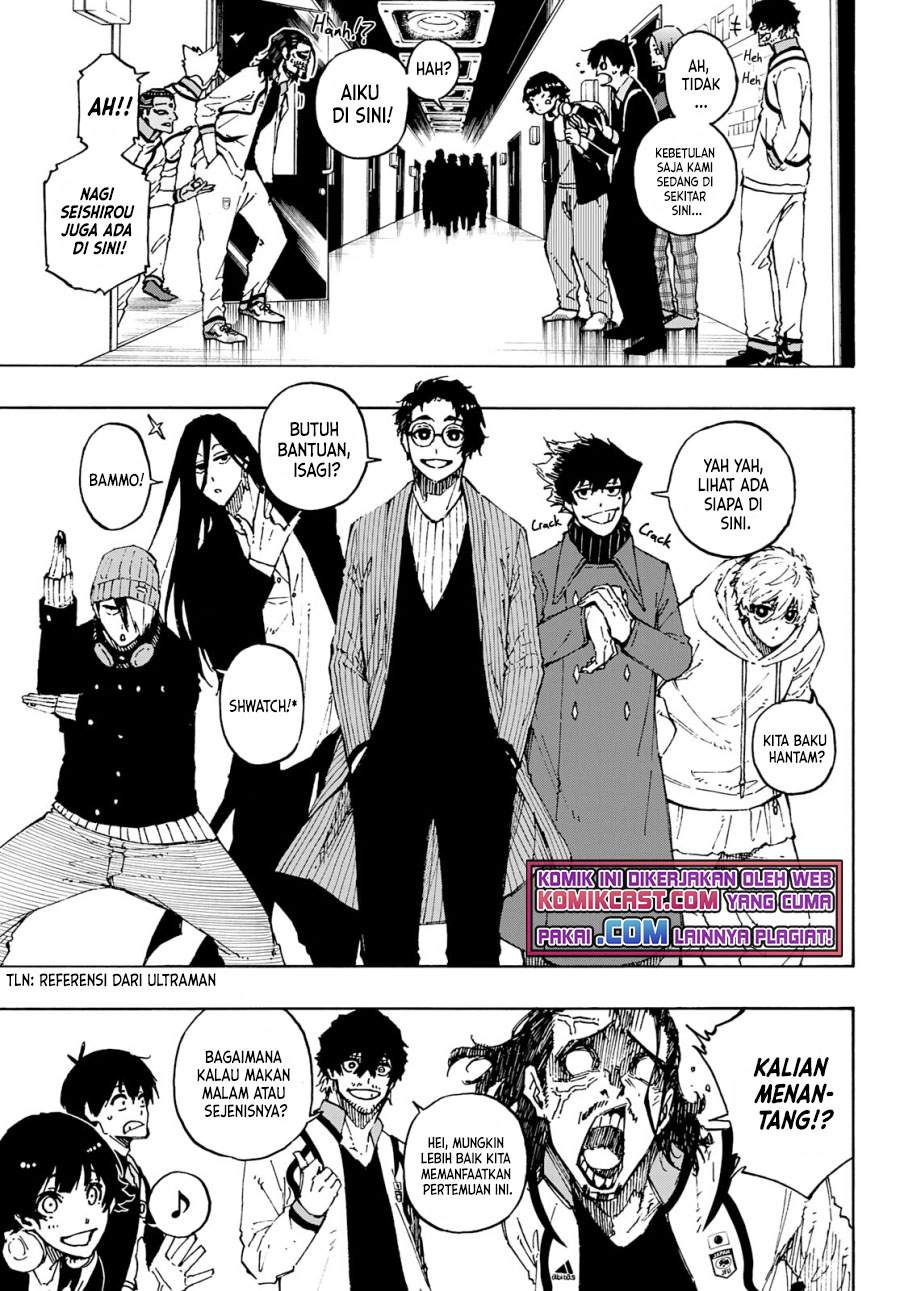 Hanh!?
HAH?
AIKU
DI SINI!
AH!!
NAGI
SEISHIROU
JUGA ADA
DI SINI!
AH,
TIDAK
...
KEBETULAN
SAJA KAMI
SEDANG DI
SEKITAR
SINI...
Heh
Heh
BAMMO!
BUTUH
BANTUAN,
ISAGI?
Crack
Crack
YAH YAH,
LIHAT ADA
SIAPA DI
SINI.
SHWATCH!*
KITA BAKU
HANTAM?
KOMIK INI DIKERJAKAN OLEH WEB
KOMIKCAST.COM YANG CUMA
PAKAI .COM LAINNYA PLAGIAT!
TLN: REFERENSI DARI ULTRAMAN
BAGAIMANA
KALAU MAKAN
MALAM ATAU
SEJENISNYA?
HEI, MUNGKIN
LEBIH BAIK KITA
MEMANFAATKAN
PERTEMUAN INI.
KALIAN
MENAN-
TANG!?
abibas
JAPAN
JFU